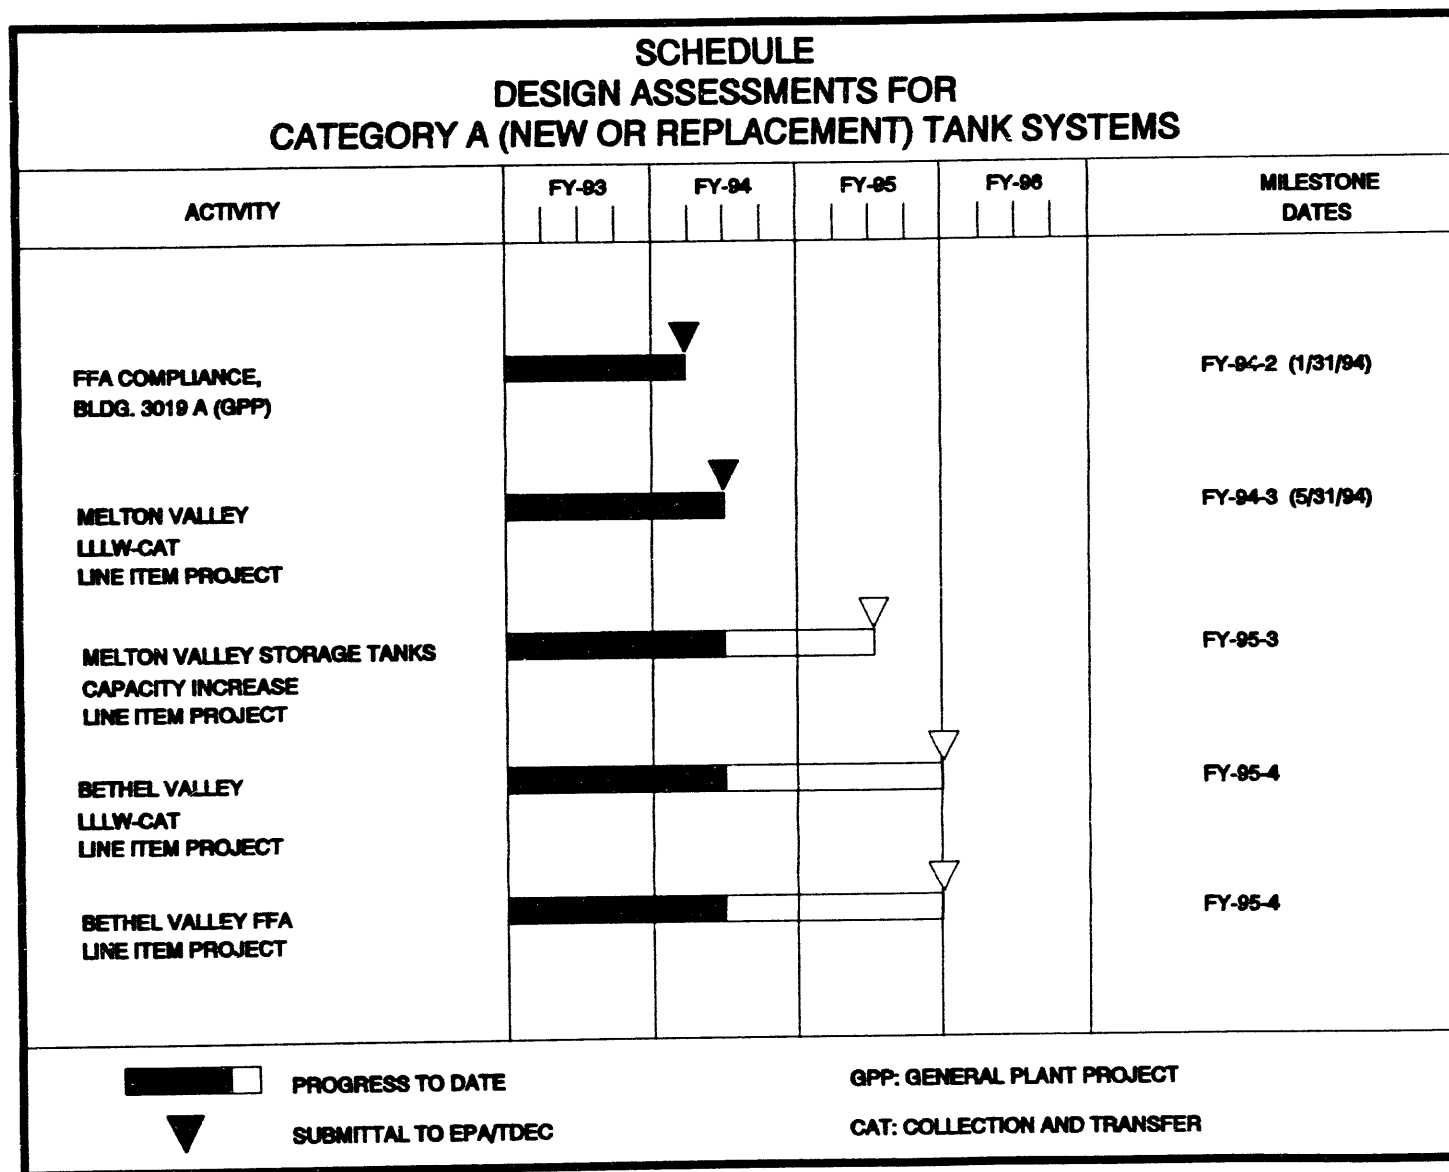 SCHEDULE
DESIGN ASSESSMENTS FOR
CATEGORY A (NEW OR REPLACEMENT) TANK SYSTEMS
ACTIVITY
FY-93
FY-94
FY-95
FY-96
MILESTONE
DATES
FFA COMPLIANCE,
BLDG. 3019 A (GPP)
FY-94-2 (1/31/94)
MELTON VALLEY
LLLW-CAT
LINE ITEM PROJECT
FY-94-3 (5/31/94)
MELTON VALLEY STORAGE TANKS
CAPACITY INCREASE
LINE ITEM PROJECT
FY-95-3
BETHEL VALLEY
LLLW-CAT
LINE ITEM PROJECT
FY-95-4
BETHEL VALLEY FFA
LINE ITEM PROJECT
FY-95-4
PROGRESS TO DATE
SUBMITTAL TO EPA/TDEC
GPP: GENERAL PLANT PROJECT
CAT: COLLECTION AND TRANSFER